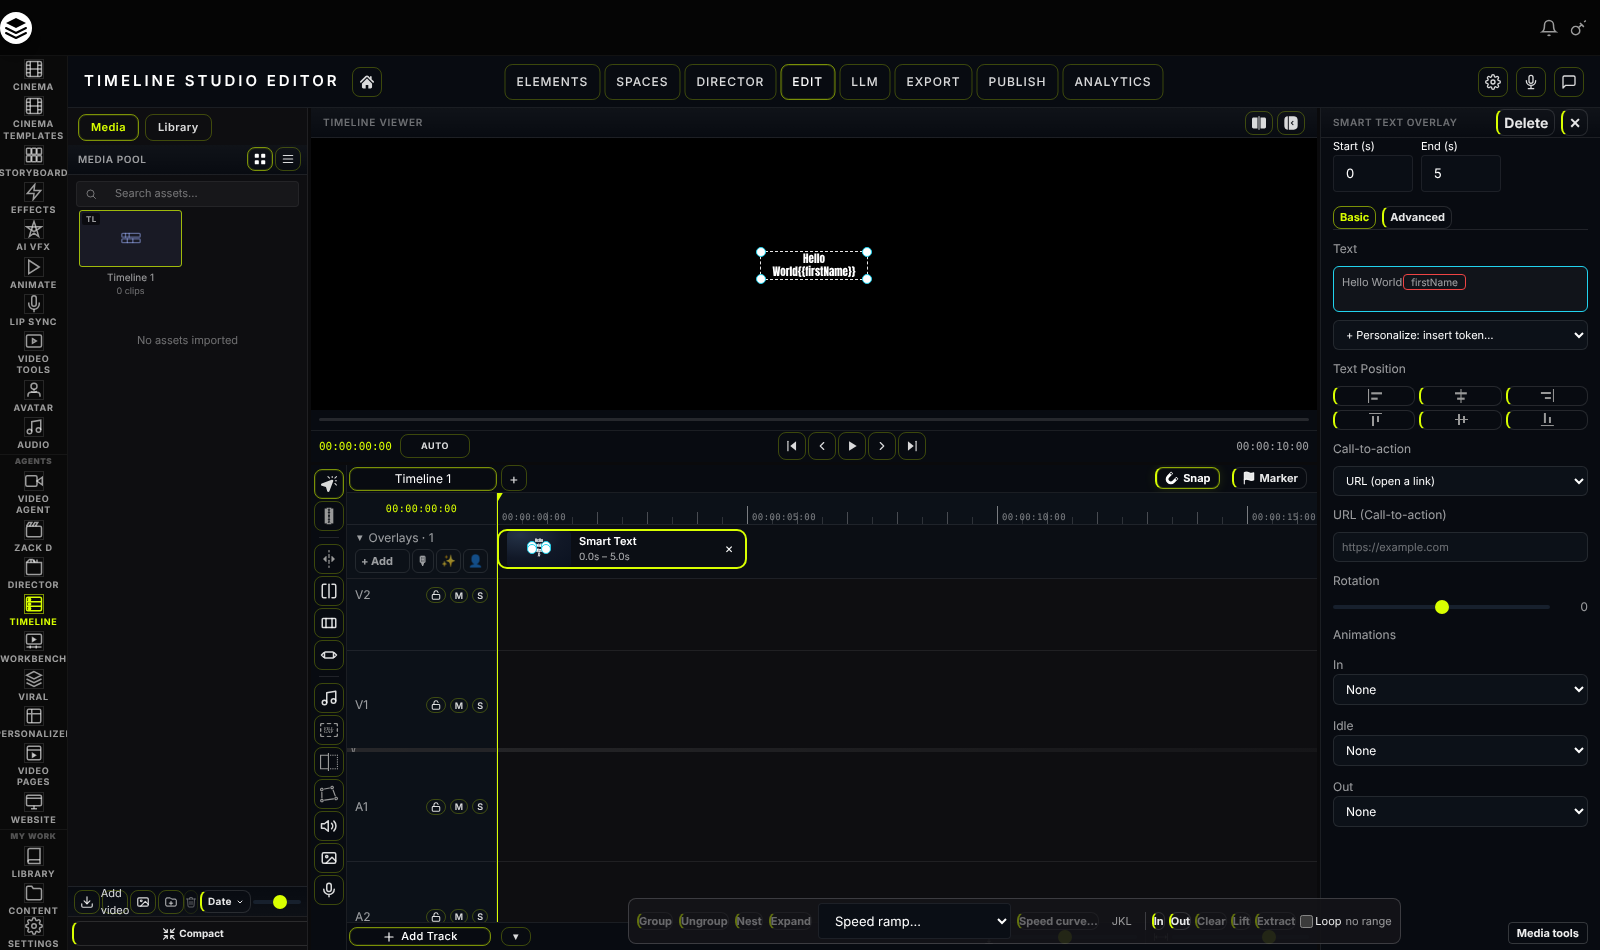 TIMELINE STUDIO EDITOR
ELEMENTS
SPACES
DIRECTOR
EDIT
LLM
EXPORT
PUBLISH
ANALYTICS
CINEMA
CINEMA
TEMPLATES
STORYBOARD
EFFECTS
AI VFX
ANIMATE
LIP SYNC
VIDEO
TOOLS
AVATAR
AUDIO
AGENTS
VIDEO
AGENT
ZACK D
DIRECTOR
TIMELINE
WORKBENCH
VIRAL
PERSONALIZE
VIDEO
PAGES
WEBSITE
MY WORK
LIBRARY
CONTENT
SETTINGS
Media
Library
MEDIA POOL
Search assets...
TL
Timeline 1
0 clips
No assets imported
Add
video
Date
Compact
TIMELINE VIEWER
Hello
World{{firstName}}
00:00:00:00
AUTO
00:00:10:00
Timeline 1
+
Snap
Marker
00:00:00:00
00:00:00:00
00:00:05:00
00:00:10:00
00:00:15:00
Overlays · 1
+ Add
Smart Text
0.0s – 5.0s
×
V2
M
S
V1
M
S
A1
M
S
A2
M
S
+ Add Track
Group
Ungroup
Nest
Expand
Speed ramp...
Speed curve...
JKL
In
Out
Clear
Lift
Extract
Loop
no range
SMART TEXT OVERLAY
Delete
×
Start (s)
End (s)
0
5
Basic
Advanced
Text
Hello World firstName
+ Personalize: insert token...
Text Position
Call-to-action
URL (open a link)
URL (Call-to-action)
https://example.com
Rotation
0
Animations
In
None
Idle
None
Out
None
Media tools